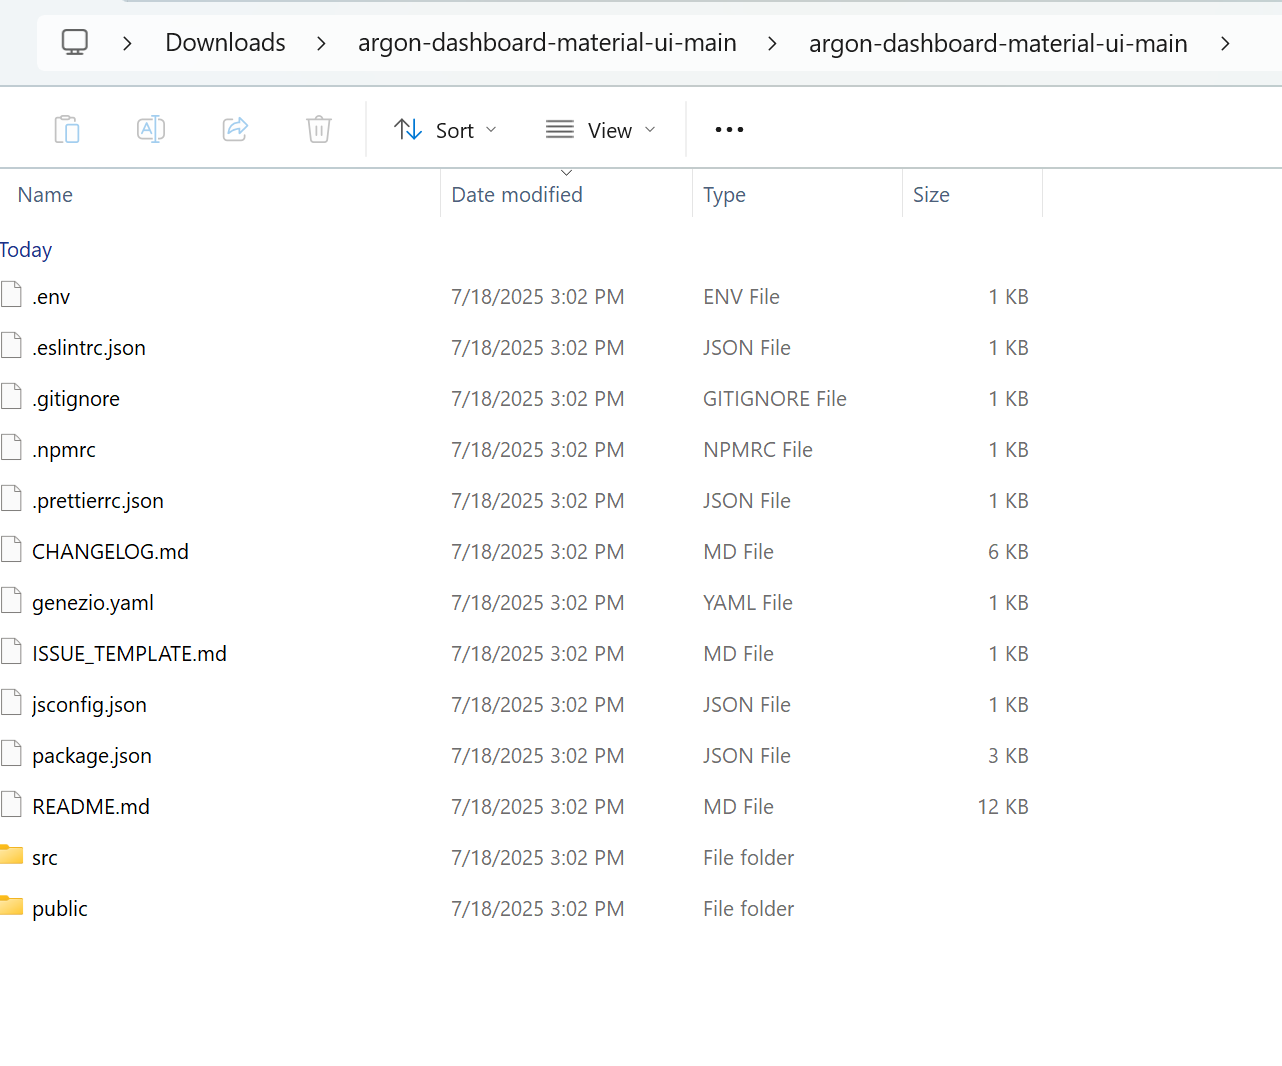 Downloads argon-dashboard-material-ui-main argon-dashboard-material-ui-main
Sort View
Name Date modified Type Size
Today
.env 7/18/2025 3:02 PM ENV File 1 KB
.eslintrc.json 7/18/2025 3:02 PM JSON File 1 KB
.gitignore 7/18/2025 3:02 PM GITIGNORE File 1 KB
.npmrc 7/18/2025 3:02 PM NPMRC File 1 KB
.prettierrc.json 7/18/2025 3:02 PM JSON File 1 KB
CHANGELOG.md 7/18/2025 3:02 PM MD File 6 KB
genezio.yaml 7/18/2025 3:02 PM YAML File 1 KB
ISSUE_TEMPLATE.md 7/18/2025 3:02 PM MD File 1 KB
jsconfig.json 7/18/2025 3:02 PM JSON File 1 KB
package.json 7/18/2025 3:02 PM JSON File 3 KB
README.md 7/18/2025 3:02 PM MD File 12 KB
src 7/18/2025 3:02 PM File folder
public 7/18/2025 3:02 PM File folder